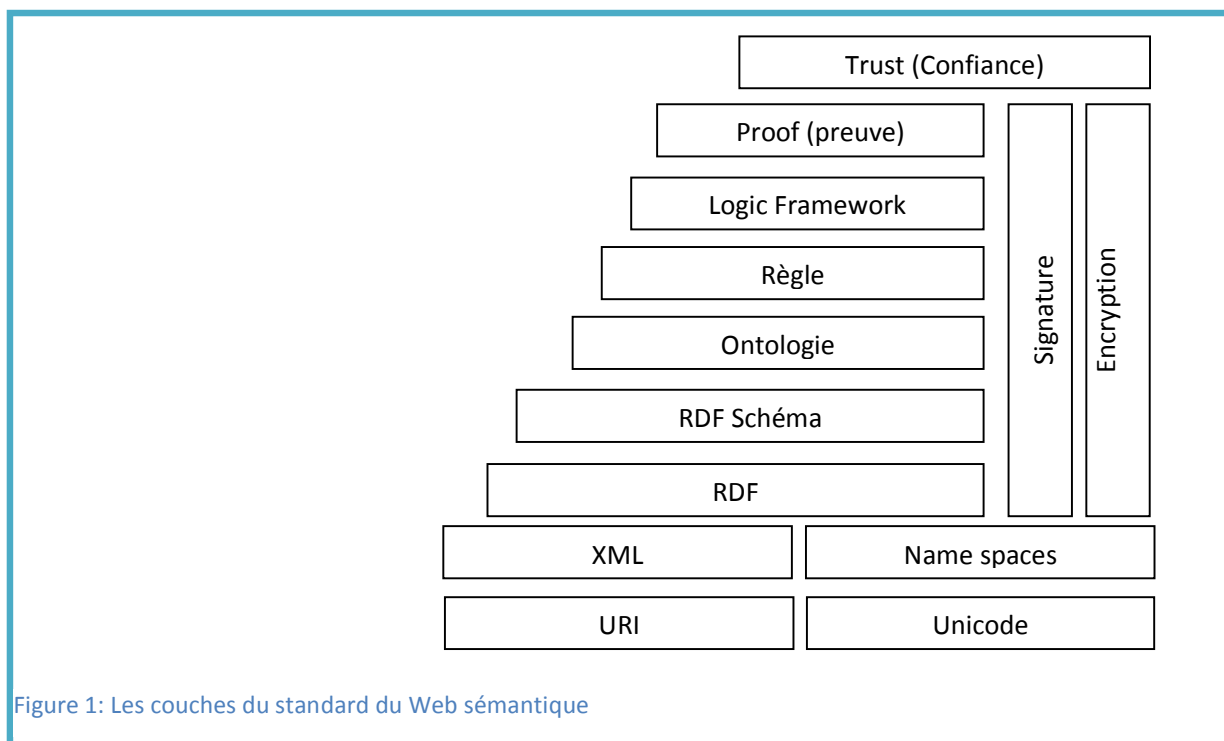 Trust (Confiance)
Proof (preuve)
Logic Framework
Règle
Ontologie
RDF Schéma
RDF
Signature
Encryption
XML
Name spaces
URI
Unicode
Figure 1: Les couches du standard du Web sémantique